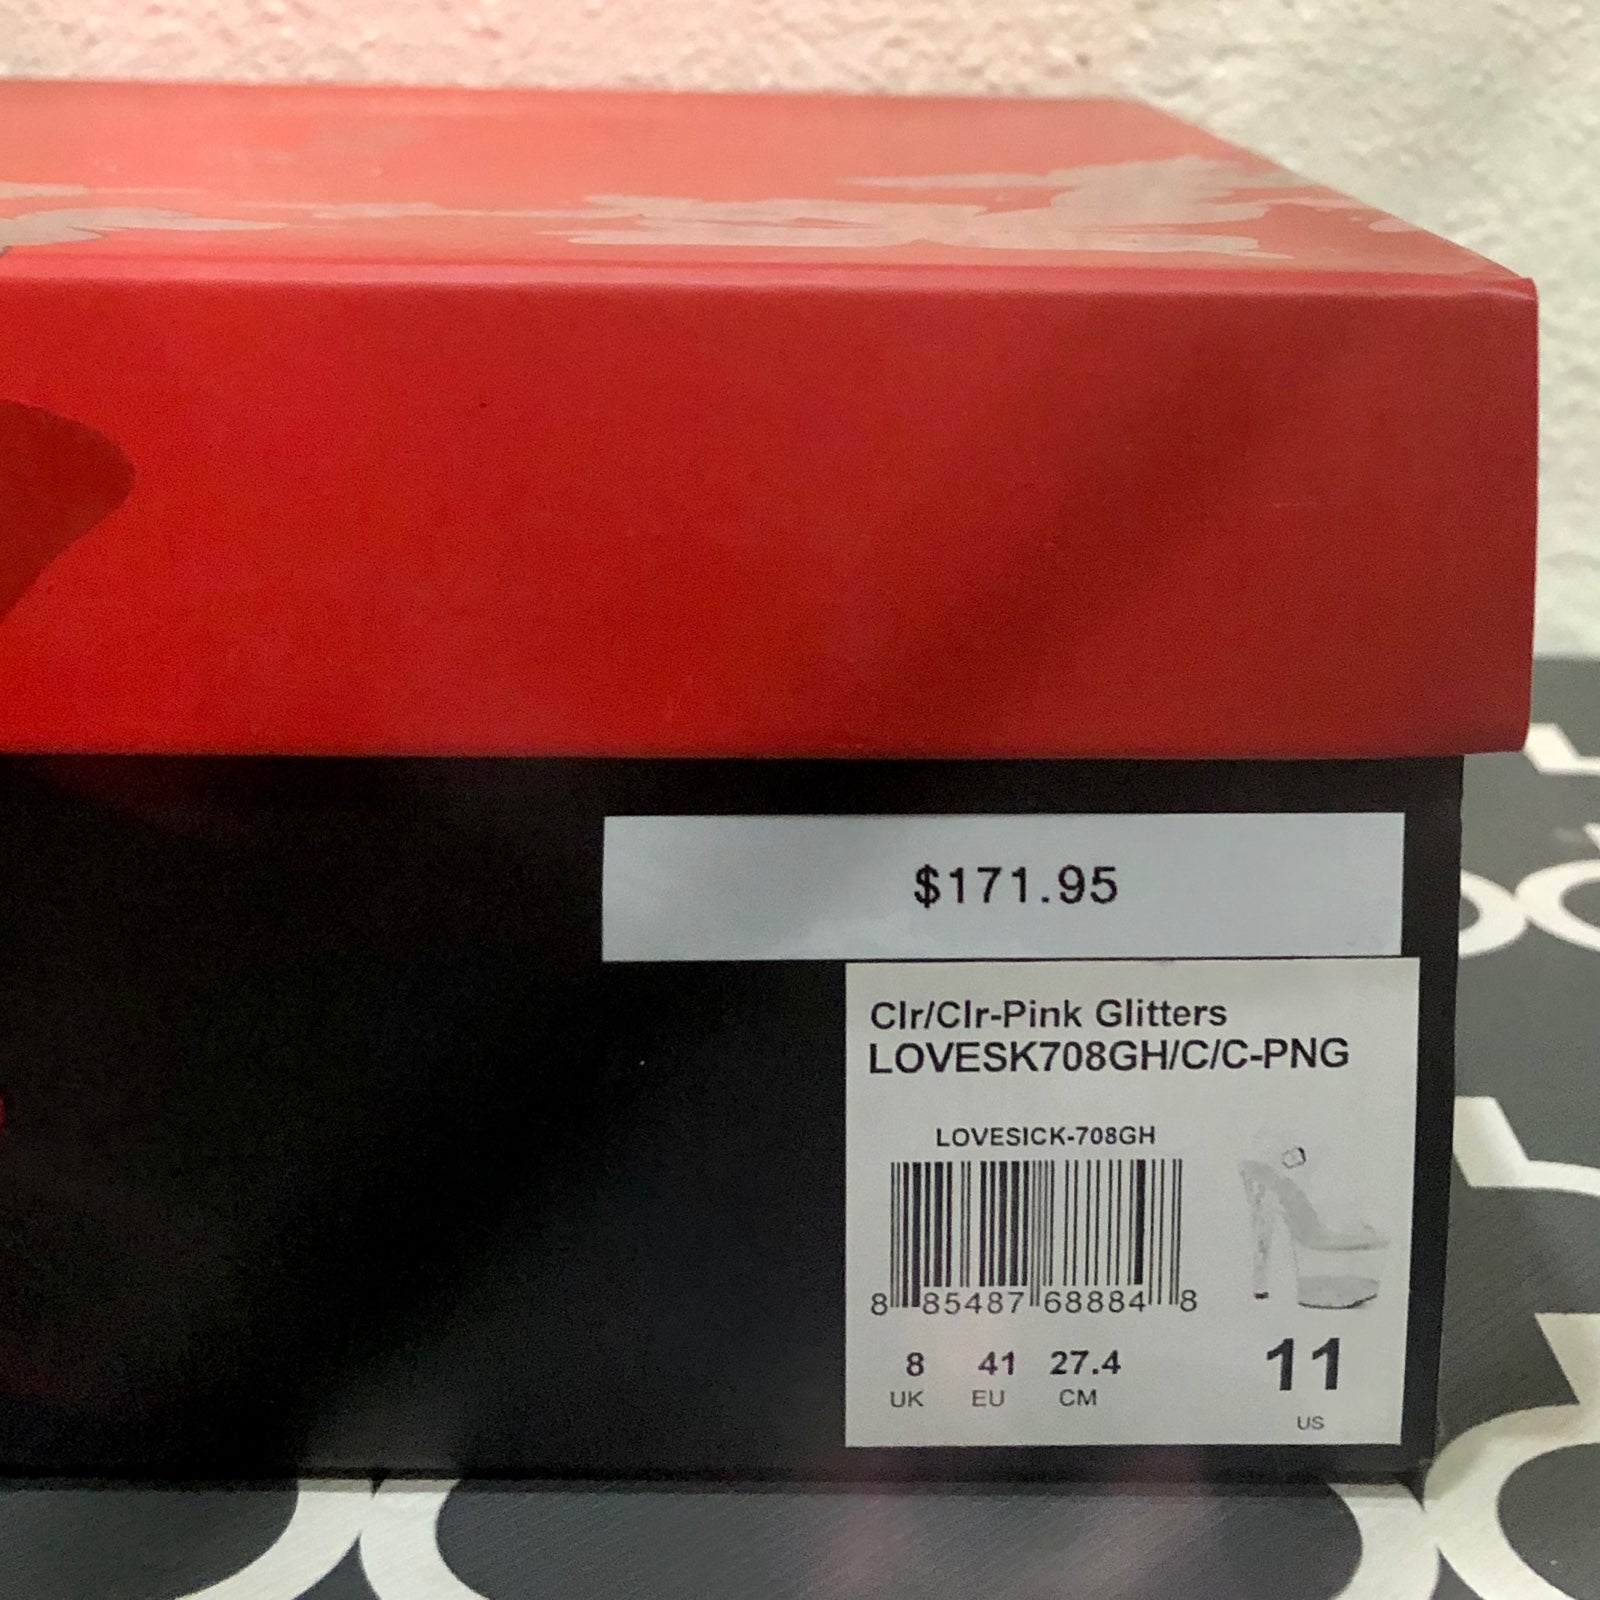 $171.95
Clr/Clr-Pink Glitters
LOVESK708GH/C/C-PNG
LOVESICK-708GH
8 85487 68884 8
8 41 27.4 11
UK EU CM US